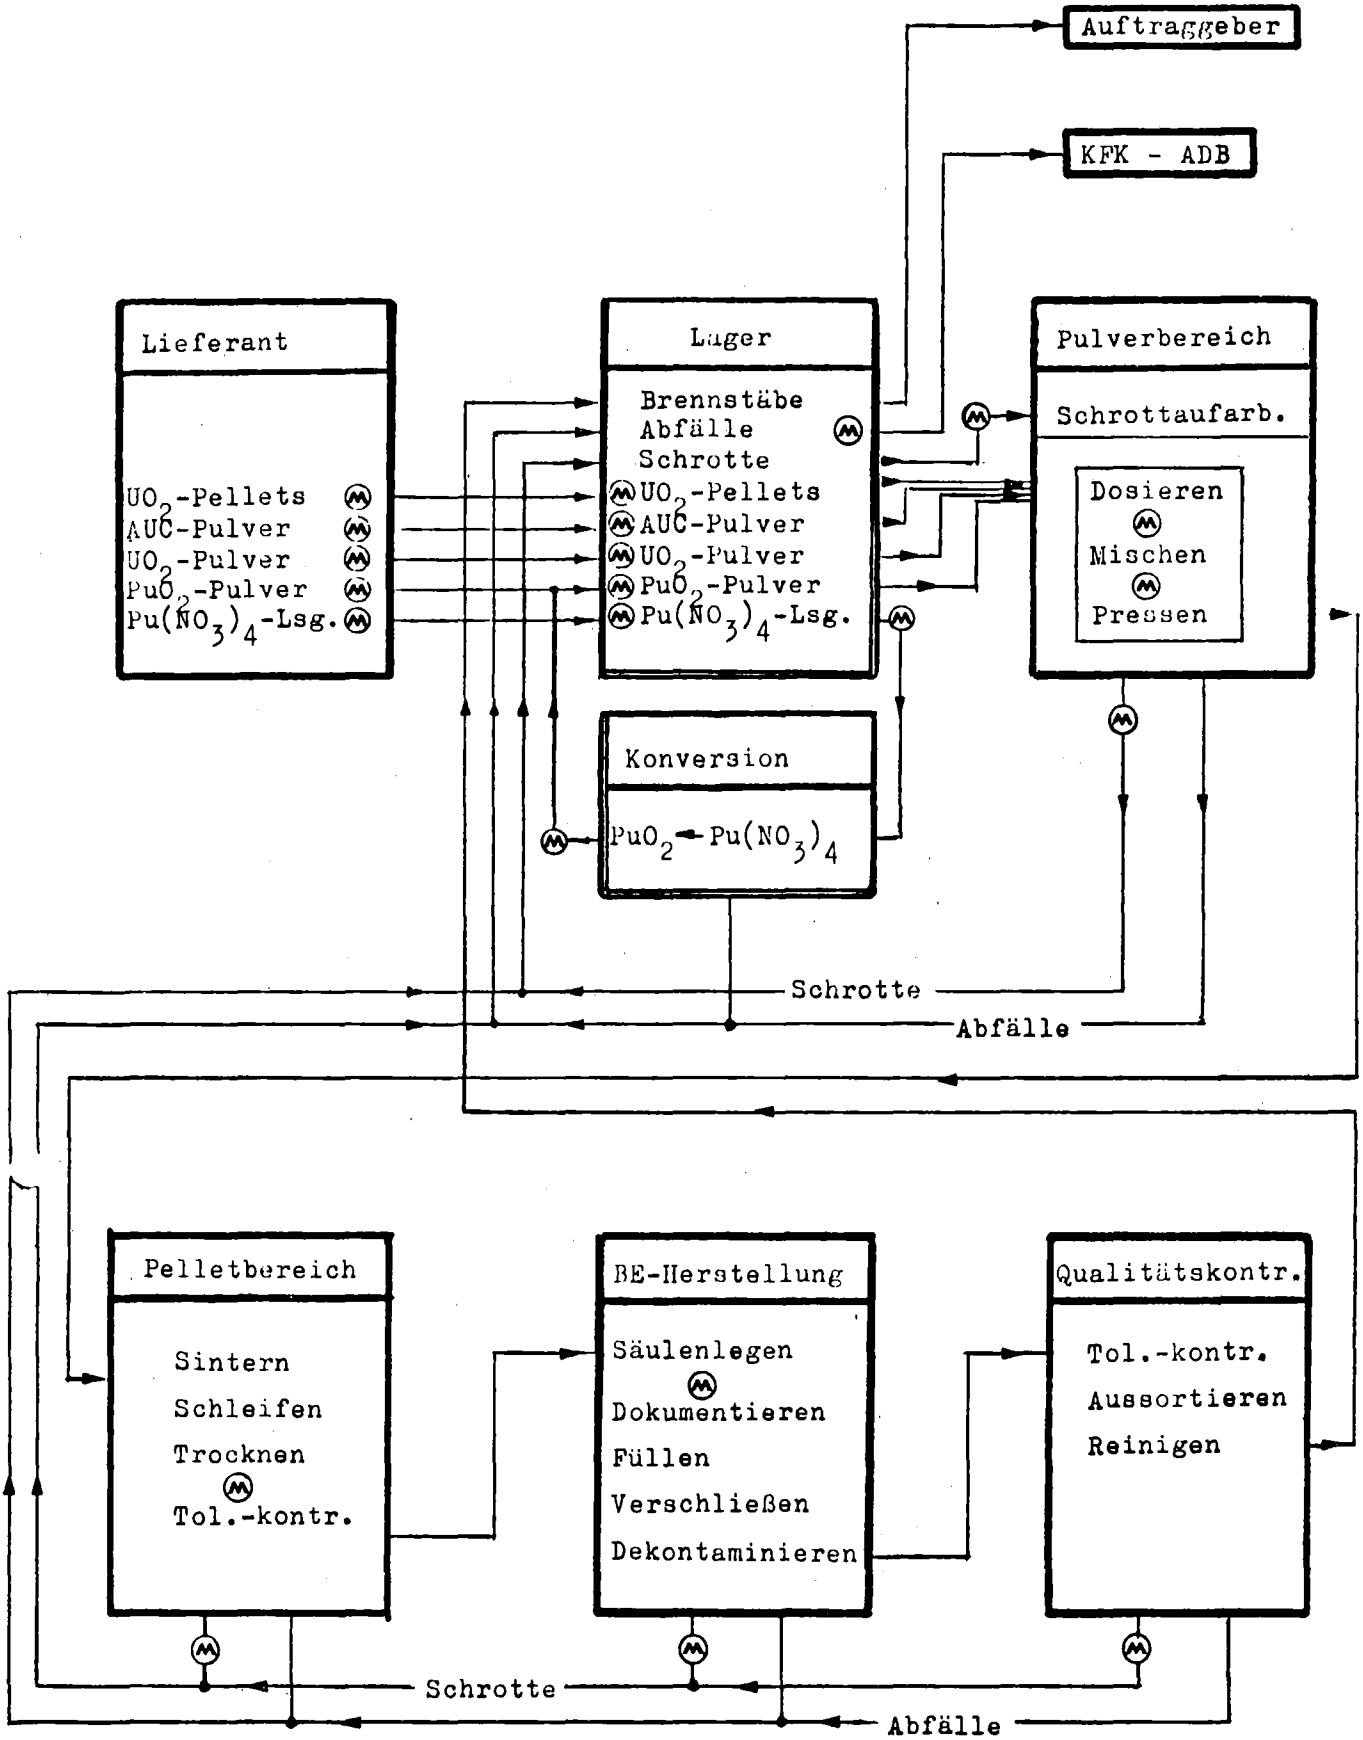 Auftraggeber
KFK - ADB
Lieferant
UO2-Pellets Ⓜ
AUC-Pulver Ⓜ
UO2-Pulver Ⓜ
PuO2-Pulver Ⓜ
Pu(NO3)4-Lsg. Ⓜ
Lager
Brennstäbe
Abfälle Ⓜ
Schrotte
Ⓜ UO2-Pellets
Ⓜ AUC-Pulver
Ⓜ UO2-Pulver
Ⓜ PuO2-Pulver
Ⓜ Pu(NO3)4-Lsg. Ⓜ
Ⓜ
Pulverbereich
Schrottaufarb.
Dosieren
Ⓜ
Mischen
Ⓜ
Pressen
Ⓜ
Konversion
Ⓜ PuO2 ← Pu(NO3)4
Schrotte
Abfälle
Pelletbereich
Sintern
Schleifen
Trocknen
Ⓜ
Tol.-kontr.
Ⓜ
BE-Herstellung
Säulenlegen
Ⓜ
Dokumentieren
Füllen
Verschließen
Dekontaminieren
Ⓜ
Qualitätskontr.
Tol.-kontr.
Aussortieren
Reinigen
Ⓜ
Schrotte
Abfälle